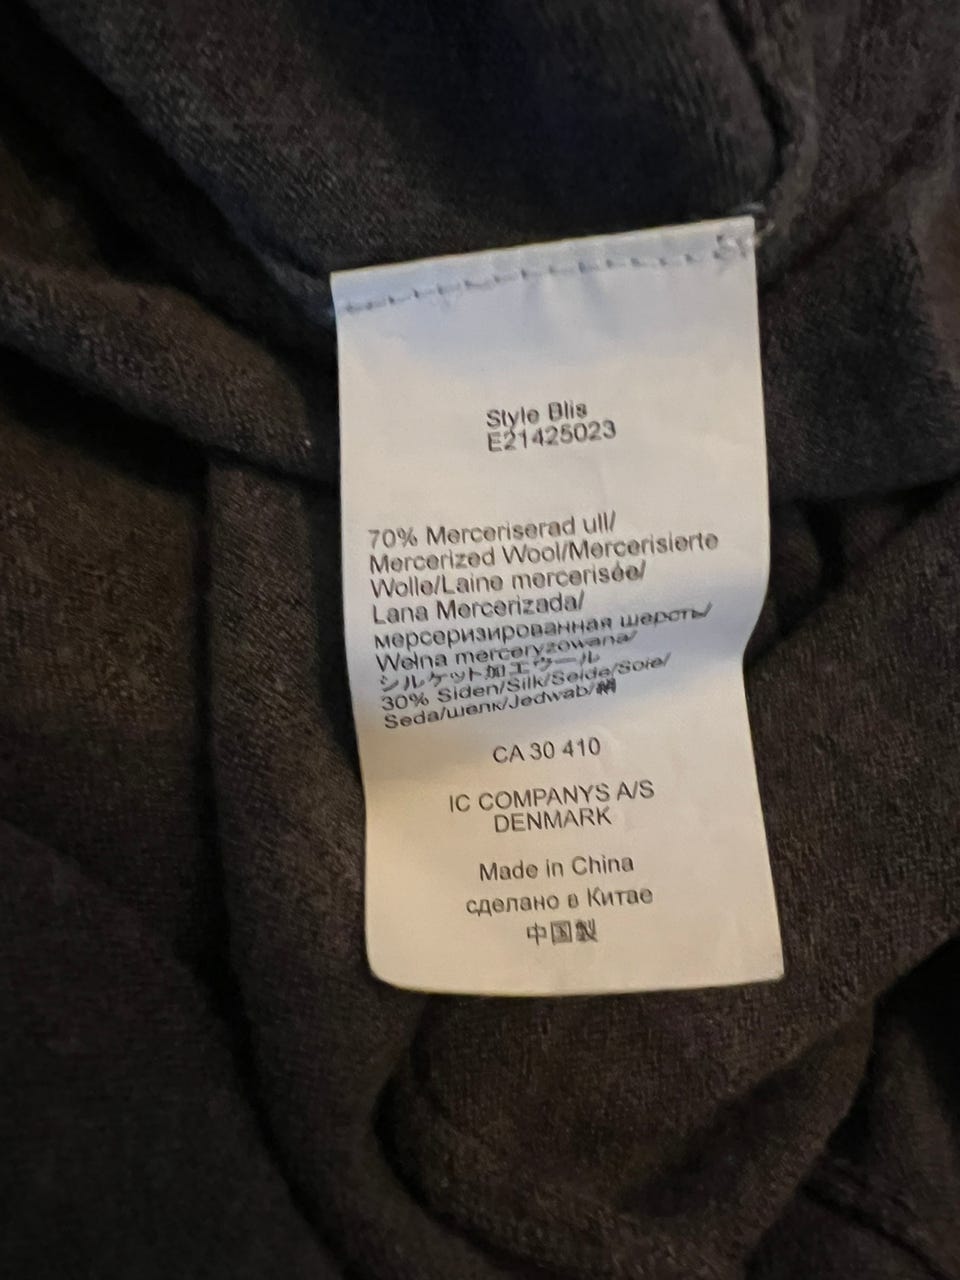 Style Blis
E21425023
70% Merceriserad ull/
Mercerized Wool/Mercerisierte
Wolle/Laine mercerisée/
Lana Mercerizada/
мерсеризированная шерсть/
Wełna merceryzowana/
シルケット加工ウール
30% Siden/Silk/Seide/Soie/
Seda/шелк/Jedwab/絹
CA 30 410
IC COMPANYS A/S
DENMARK
Made in China
сделано в Китае
中国製